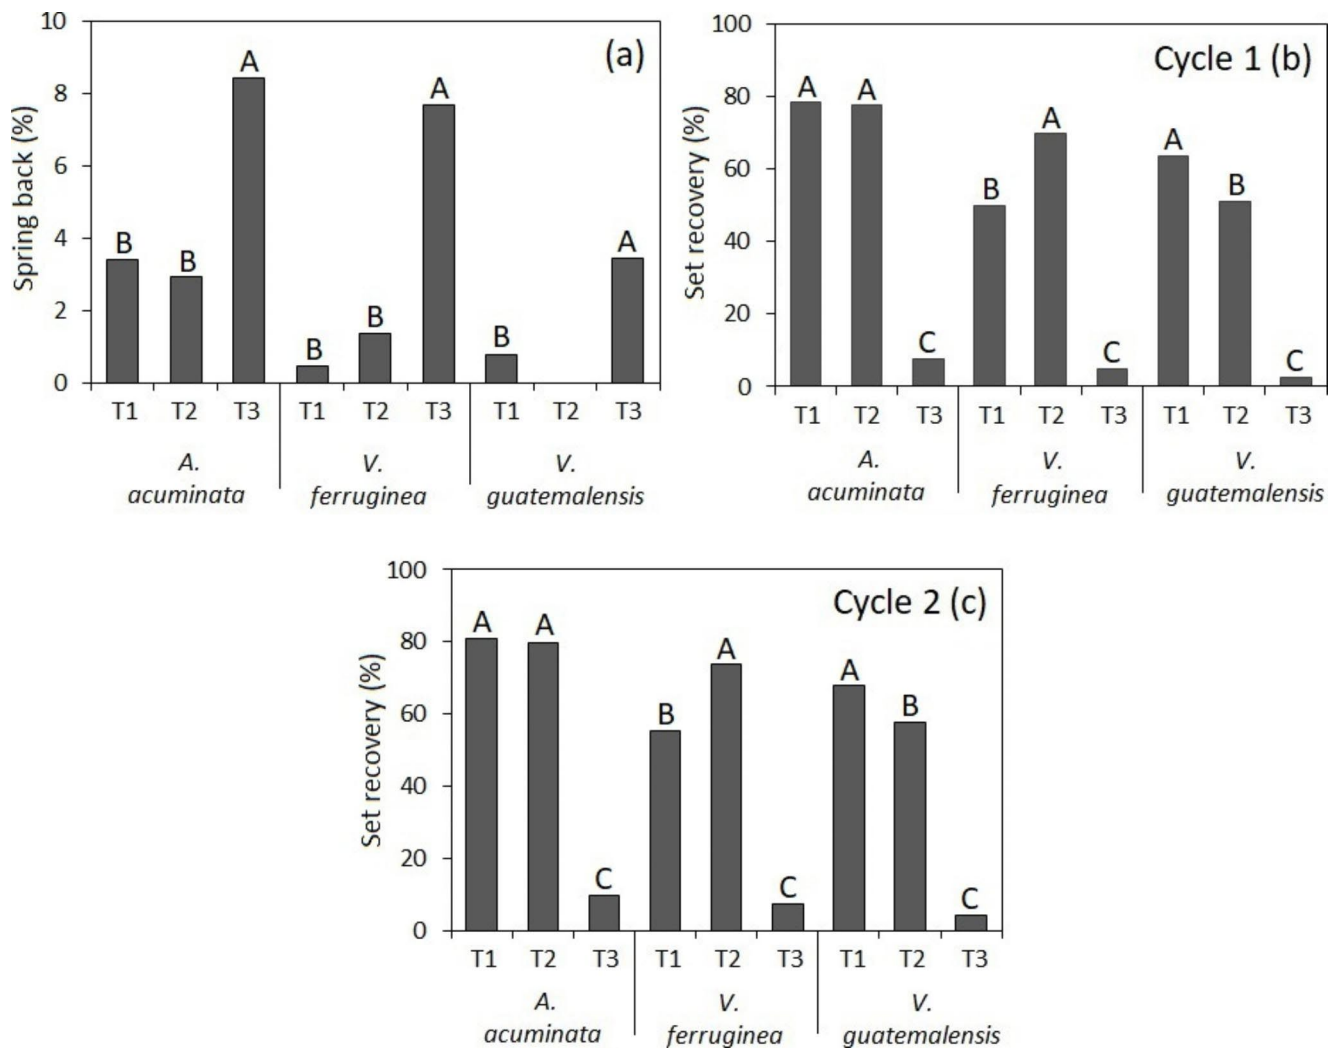 10
8
6
4
2
0
Spring back (%)
(a)
B B A B B A B A
T1 T2 T3 T1 T2 T3 T1 T2 T3
A. V. V.
acuminata ferruginea guatemalensis
100
80
60
40
20
0
Set recovery (%)
Cycle 1 (b)
A A C B A C A B C
T1 T2 T3 T1 T2 T3 T1 T2 T3
A. V. V.
acuminata ferruginea guatemalensis
100
80
60
40
20
0
Set recovery (%)
Cycle 2 (c)
A A C B A C A B C
T1 T2 T3 T1 T2 T3 T1 T2 T3
A. V. V.
acuminata ferruginea guatemalensis